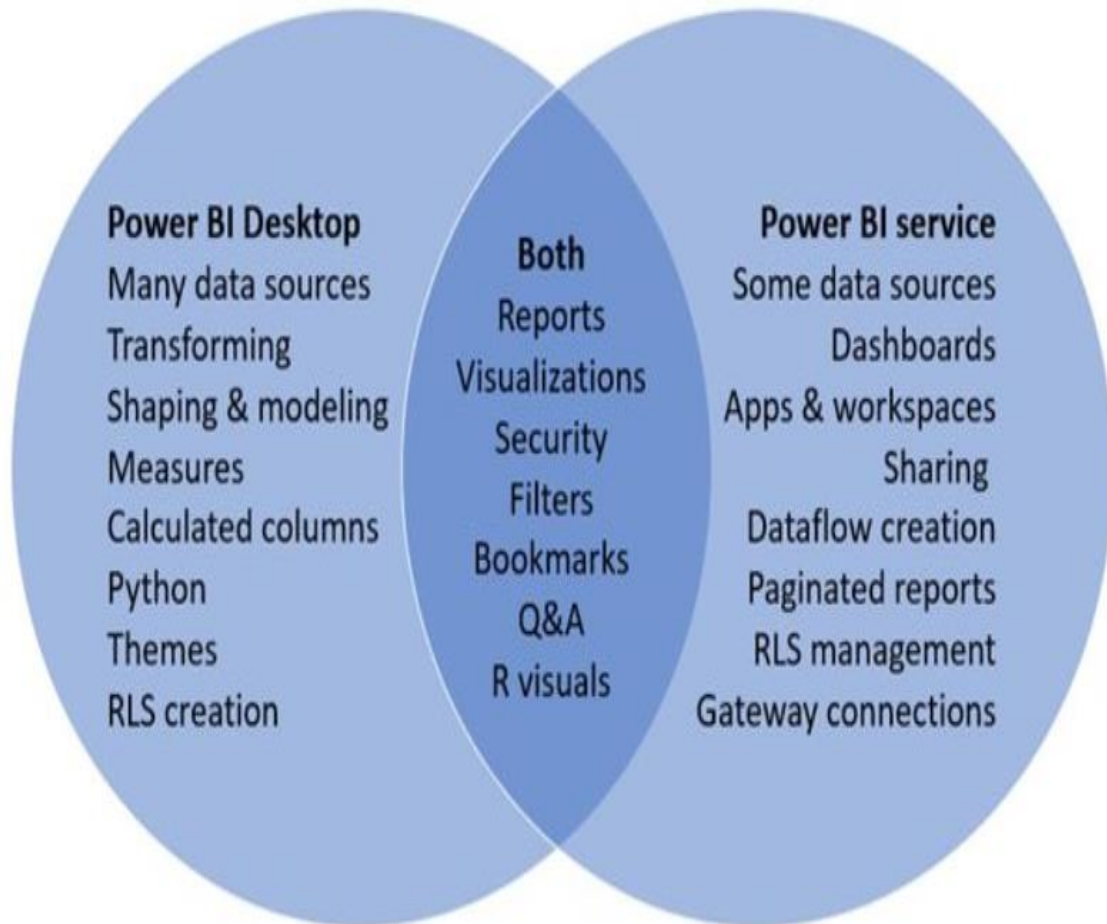 Power BI Desktop
Many data sources
Transforming
Shaping & modeling
Measures
Calculated columns
Python
Themes
RLS creation
Both
Reports
Visualizations
Security
Filters
Bookmarks
Q&A
R visuals
Power BI service
Some data sources
Dashboards
Apps & workspaces
Sharing
Dataflow creation
Paginated reports
RLS management
Gateway connections